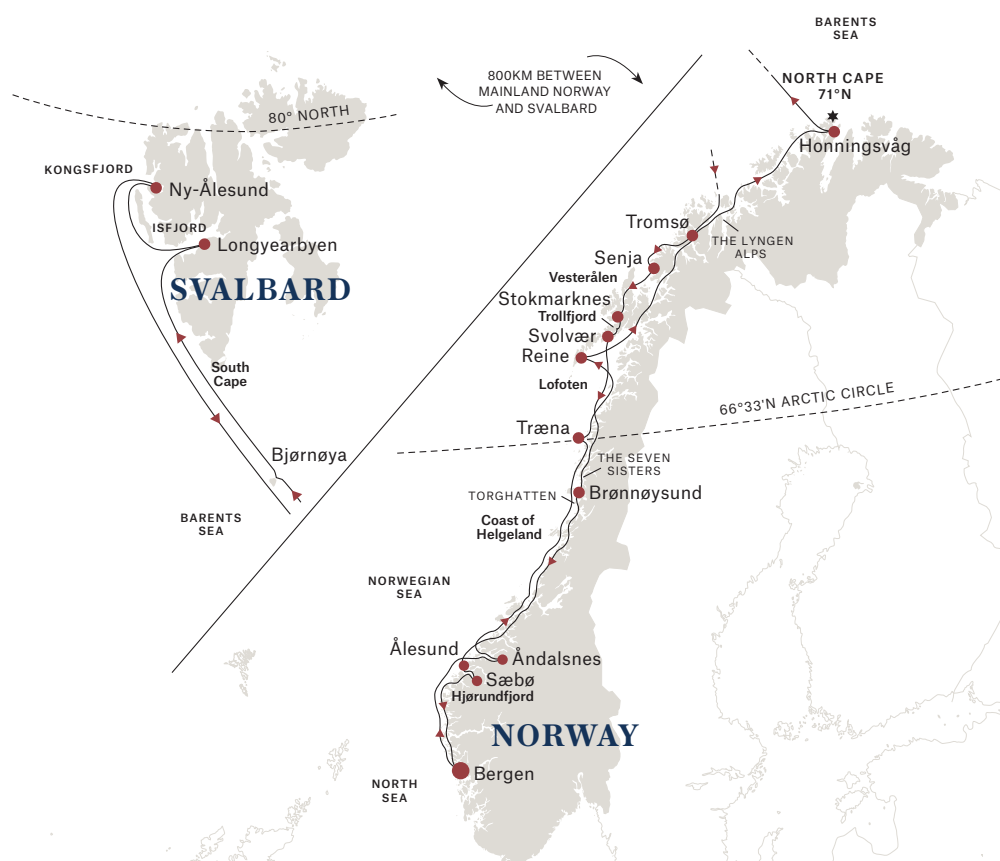 BARENTS
SEA
800KM BETWEEN
MAINLAND NORWAY
AND SVALBARD
NORTH CAPE
71°N
80° NORTH
Honningsvåg
KONGSFJORD
Ny-Ålesund
ISFJORD
Longyearbyen
SVALBARD
Tromsø
THE LYNGEN
ALPS
Senja
Vesterålen
Stokmarknes
Trollfjord
Svolvær
Reine
Lofoten
South
Cape
66°33'N ARCTIC CIRCLE
Træna
Bjørnøya
THE SEVEN
SISTERS
TORGHATTEN
Brønnøysund
BARENTS
SEA
Coast of
Helgeland
NORWEGIAN
SEA
Ålesund
Åndalsnes
Sæbø
Hjørundfjord
NORWAY
Bergen
NORTH
SEA